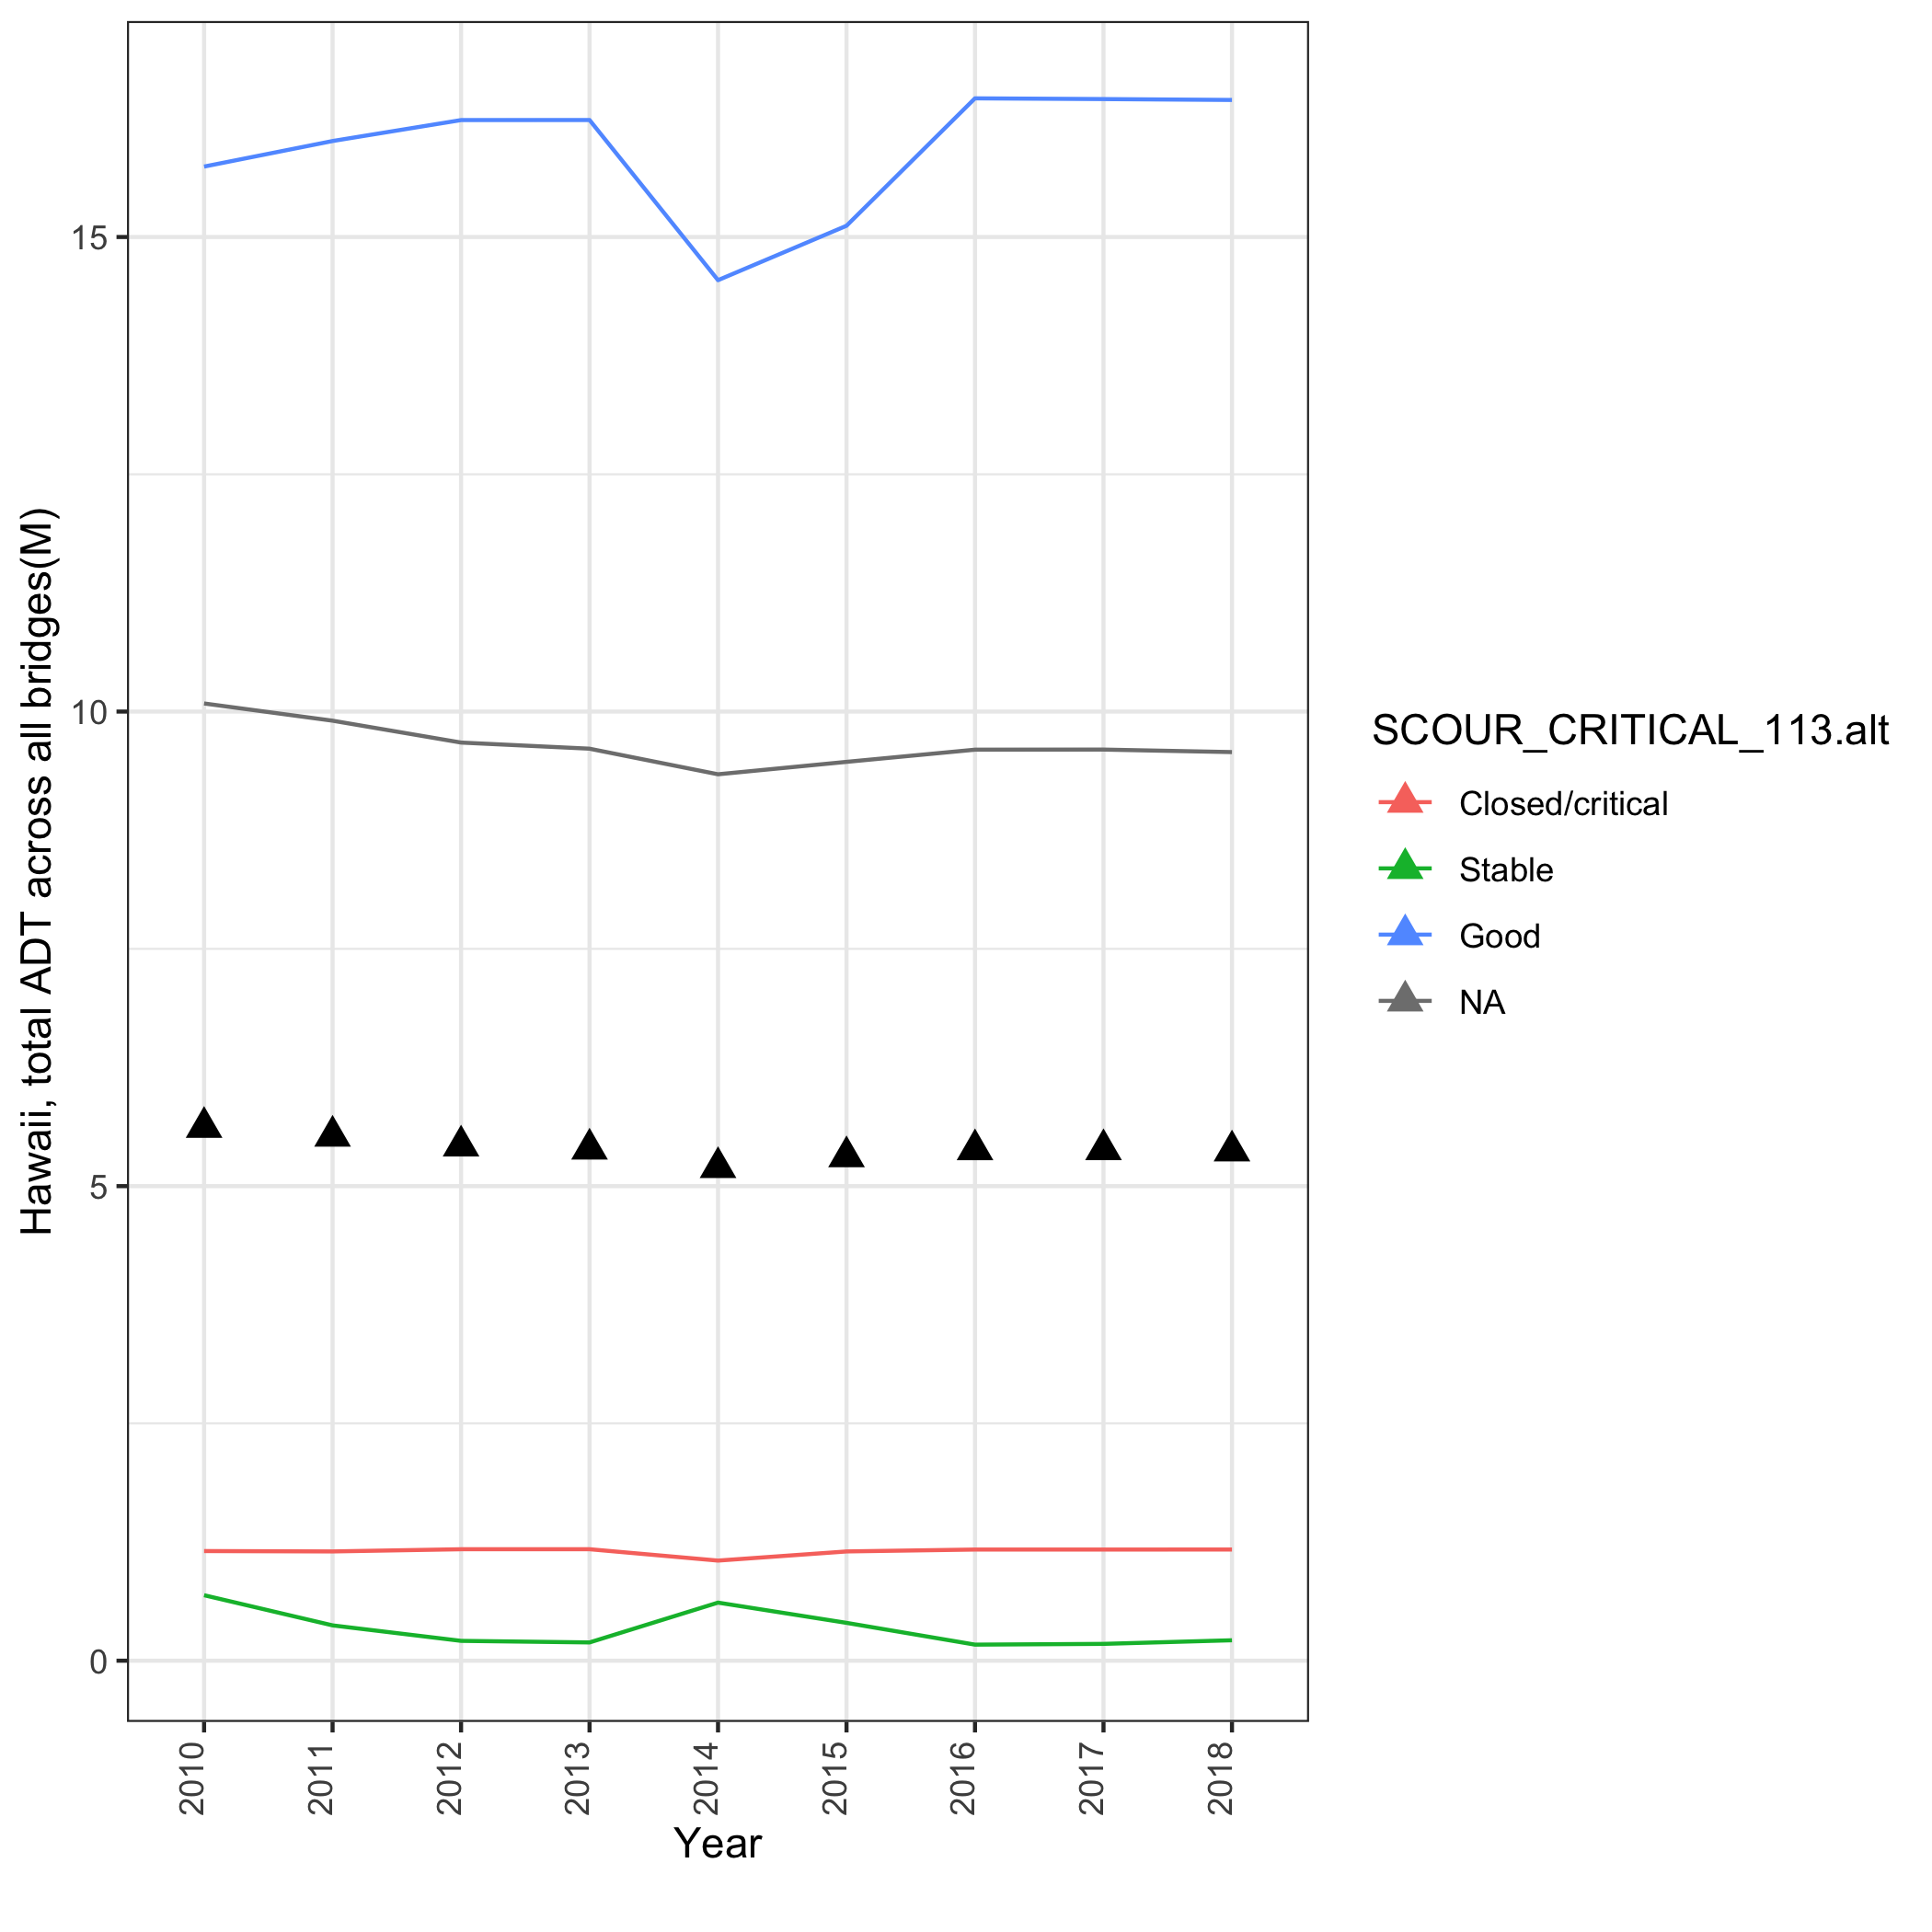 Hawaii, total ADT across all bridges(M)
15
10
5
0
2010
2011
2012
2013
2014
2015
2016
2017
2018
Year
SCOUR_CRITICAL_113.alt
Closed/critical
Stable
Good
NA